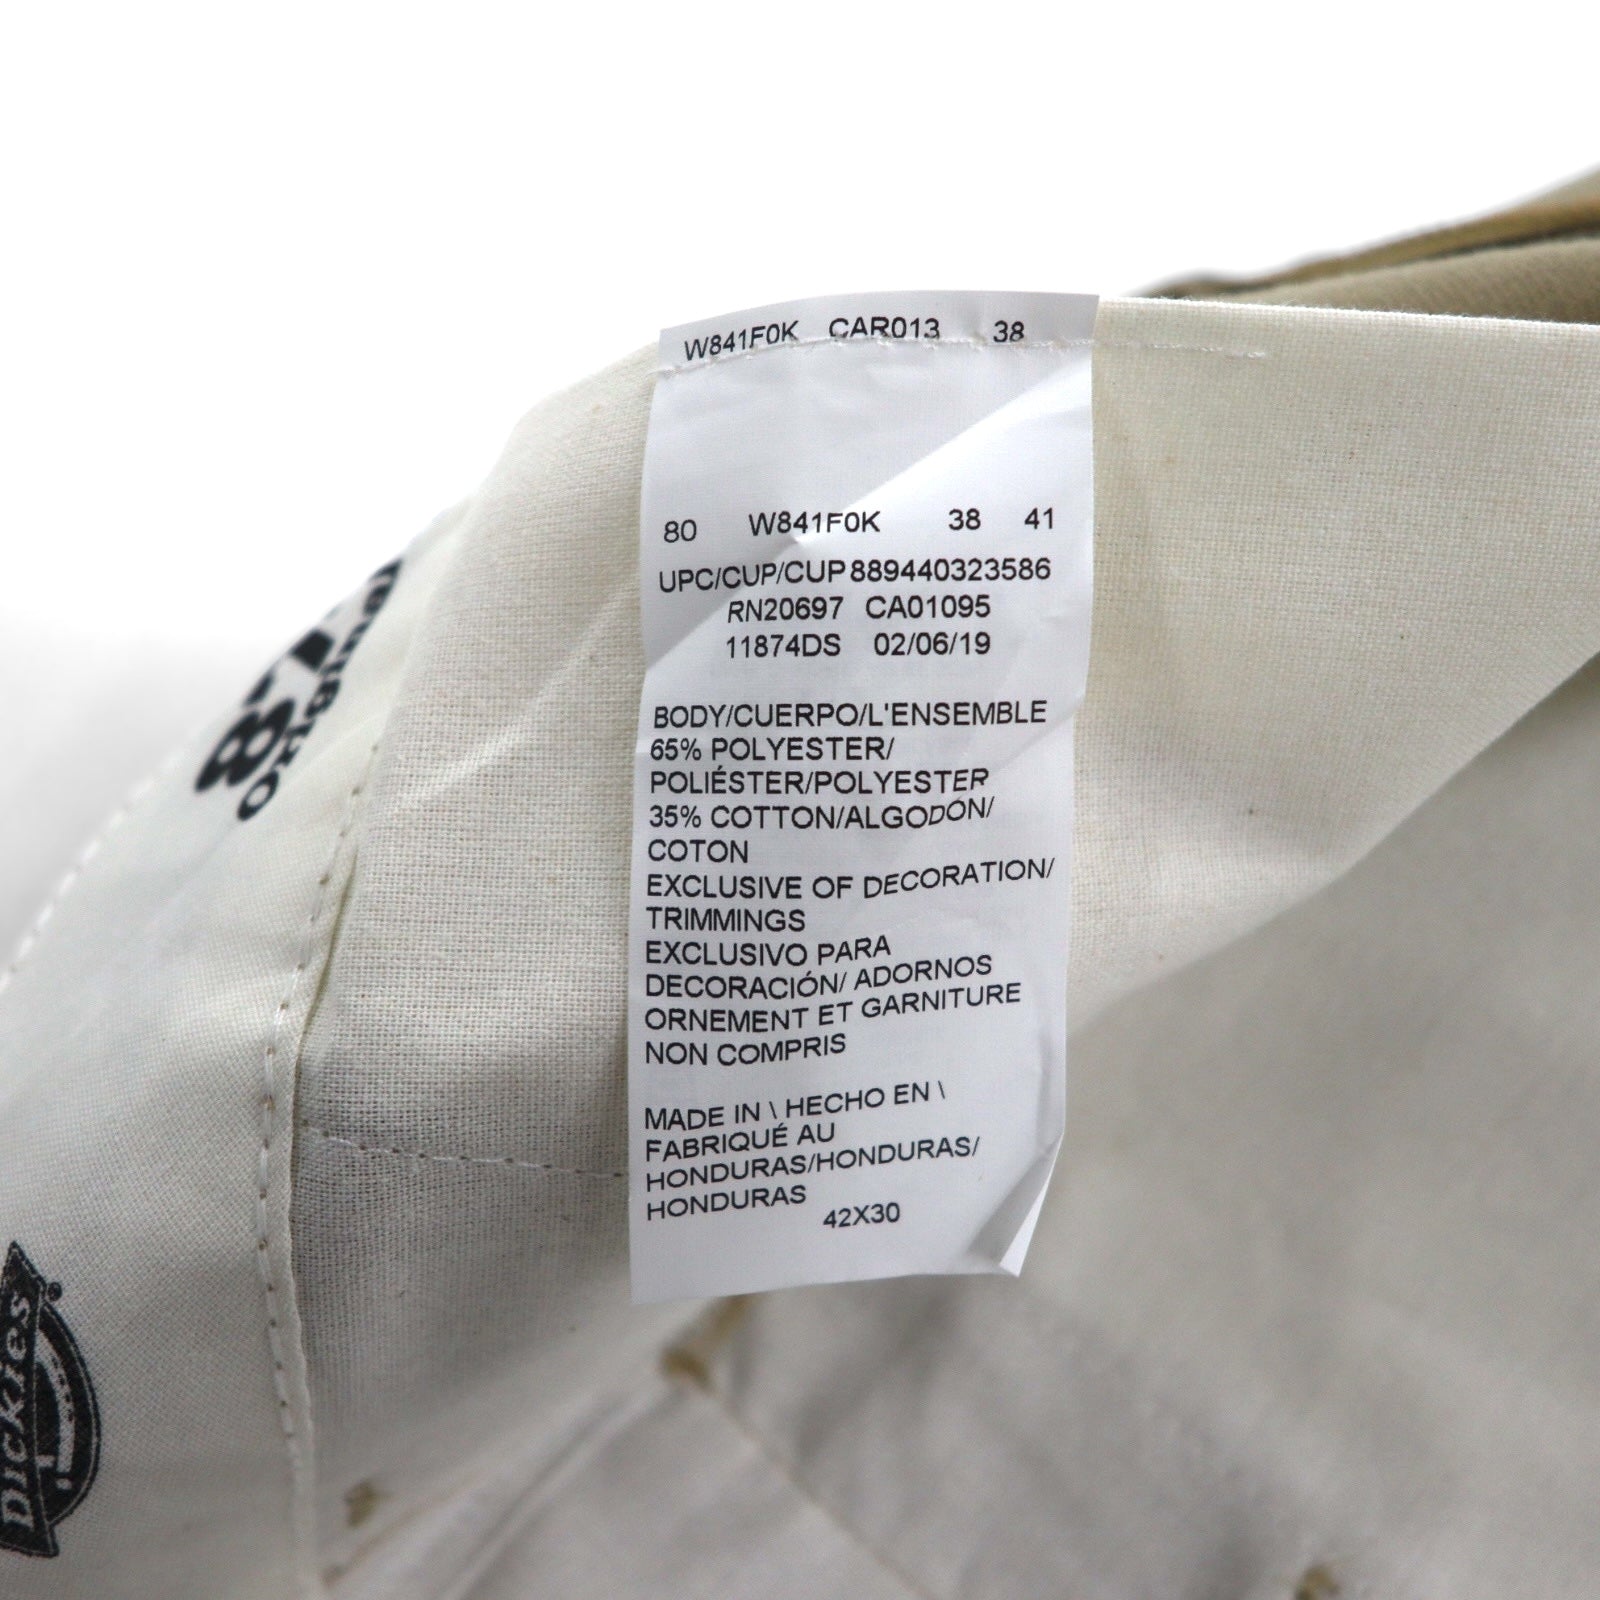 W841F0K CAR013 38
80 W841F0K 38 41
UPC/CUP/CUP 889440323586
RN20697 CA01095
11874DS 02/06/19
BODY/CUERPO/L'ENSEMBLE
65% POLYESTER/
POLIÉSTER/POLYESTER
35% COTTON/ALGODÓN/
COTON
EXCLUSIVE OF DECORATION/
TRIMMINGS
EXCLUSIVO PARA
DECORACIÓN/ ADORNOS
ORNEMENT ET GARNITURE
NON COMPRIS
MADE IN \ HECHO EN \
FABRIQUÉ AU
HONDURAS/HONDURAS/
HONDURAS
42X30
Original
Dickies®